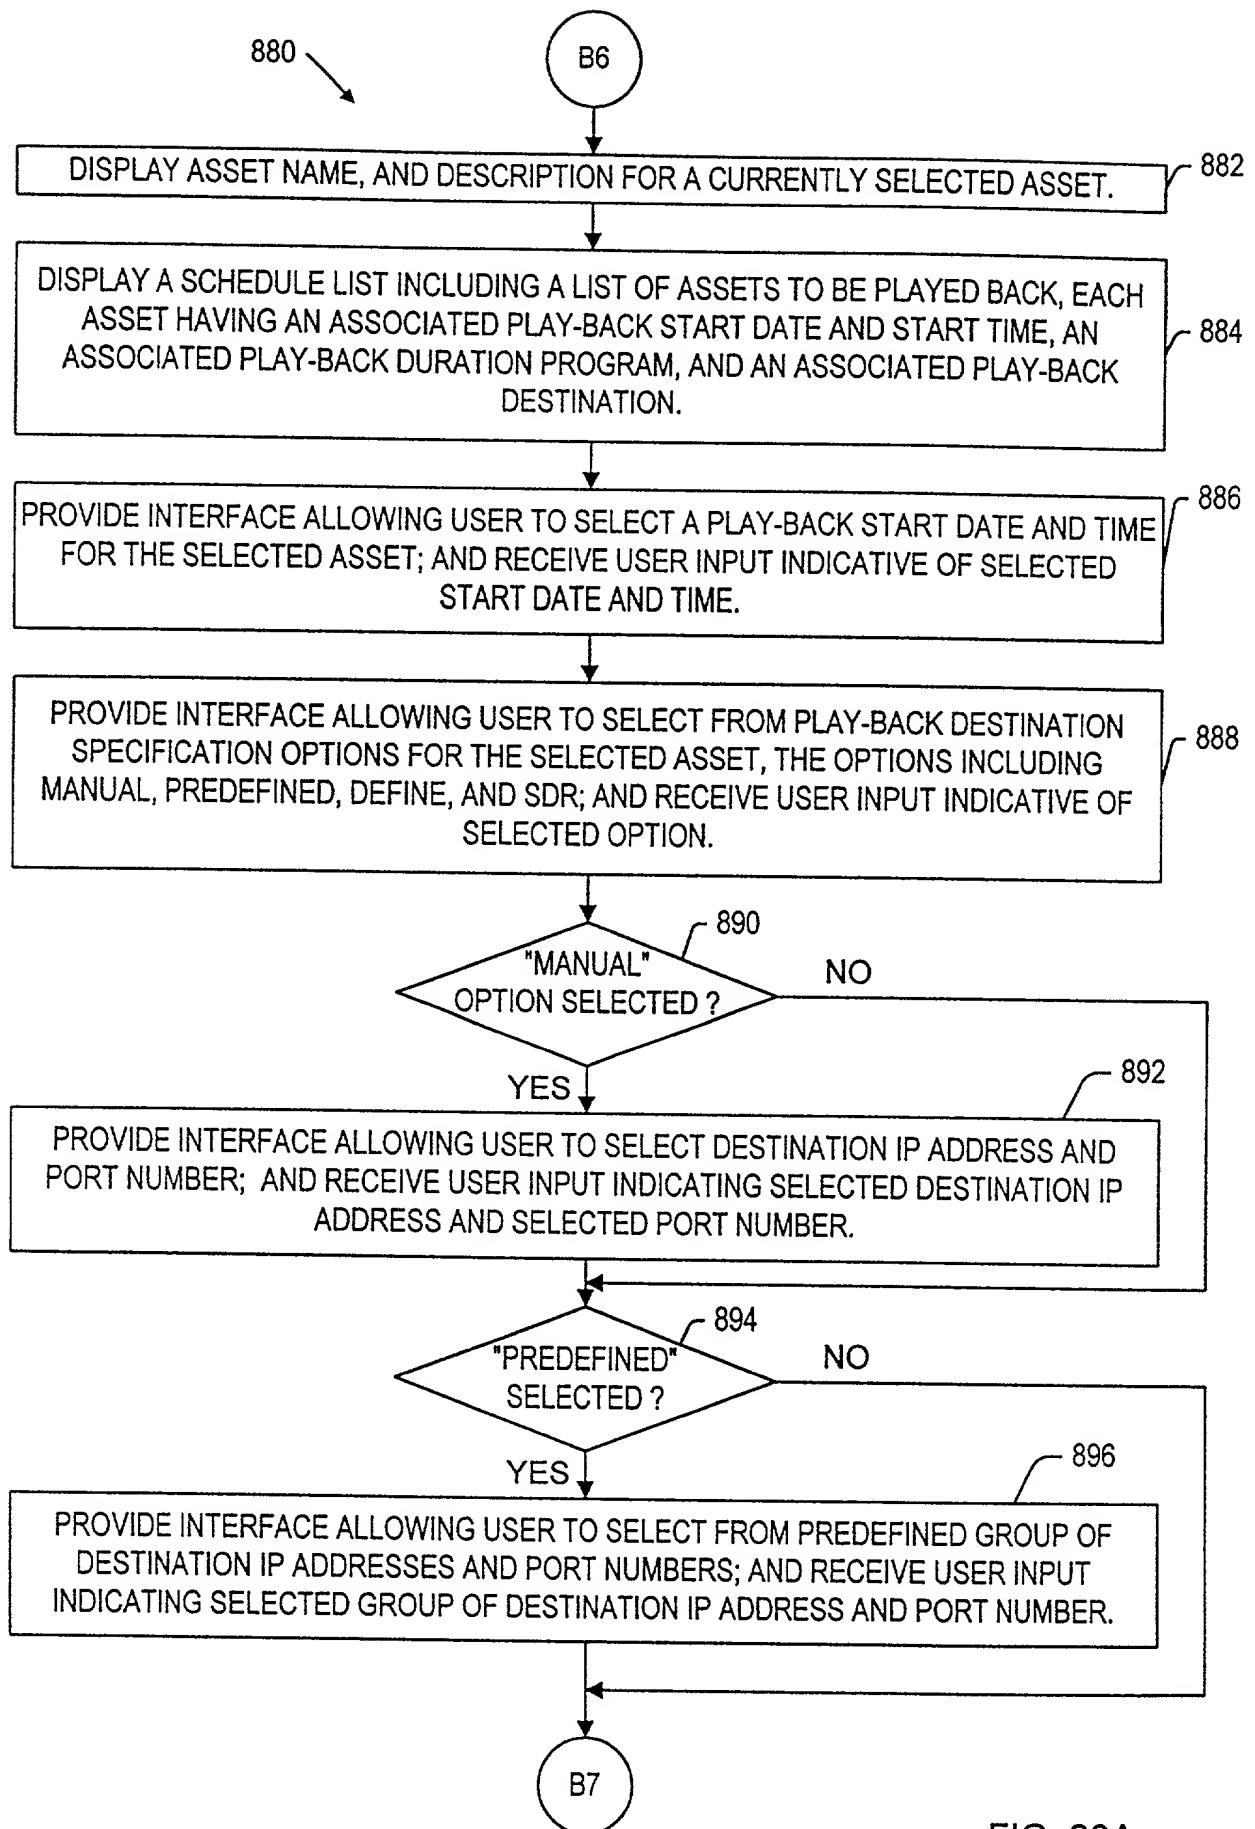 880
B6
DISPLAY ASSET NAME, AND DESCRIPTION FOR A CURRENTLY SELECTED ASSET.
882
DISPLAY A SCHEDULE LIST INCLUDING A LIST OF ASSETS TO BE PLAYED BACK, EACH
ASSET HAVING AN ASSOCIATED PLAY-BACK START DATE AND START TIME, AN
ASSOCIATED PLAY-BACK DURATION PROGRAM, AND AN ASSOCIATED PLAY-BACK
DESTINATION.
884
PROVIDE INTERFACE ALLOWING USER TO SELECT A PLAY-BACK START DATE AND TIME
FOR THE SELECTED ASSET; AND RECEIVE USER INPUT INDICATIVE OF SELECTED
START DATE AND TIME.
886
PROVIDE INTERFACE ALLOWING USER TO SELECT FROM PLAY-BACK DESTINATION
SPECIFICATION OPTIONS FOR THE SELECTED ASSET, THE OPTIONS INCLUDING
MANUAL, PREDEFINED, DEFINE, AND SDR; AND RECEIVE USER INPUT INDICATIVE OF
SELECTED OPTION.
888
890
"MANUAL"
OPTION SELECTED ?
NO
YES
892
PROVIDE INTERFACE ALLOWING USER TO SELECT DESTINATION IP ADDRESS AND
PORT NUMBER; AND RECEIVE USER INPUT INDICATING SELECTED DESTINATION IP
ADDRESS AND SELECTED PORT NUMBER.
894
"PREDEFINED"
SELECTED ?
NO
YES
896
PROVIDE INTERFACE ALLOWING USER TO SELECT FROM PREDEFINED GROUP OF
DESTINATION IP ADDRESSES AND PORT NUMBERS; AND RECEIVE USER INPUT
INDICATING SELECTED GROUP OF DESTINATION IP ADDRESS AND PORT NUMBER.
B7
FIG.